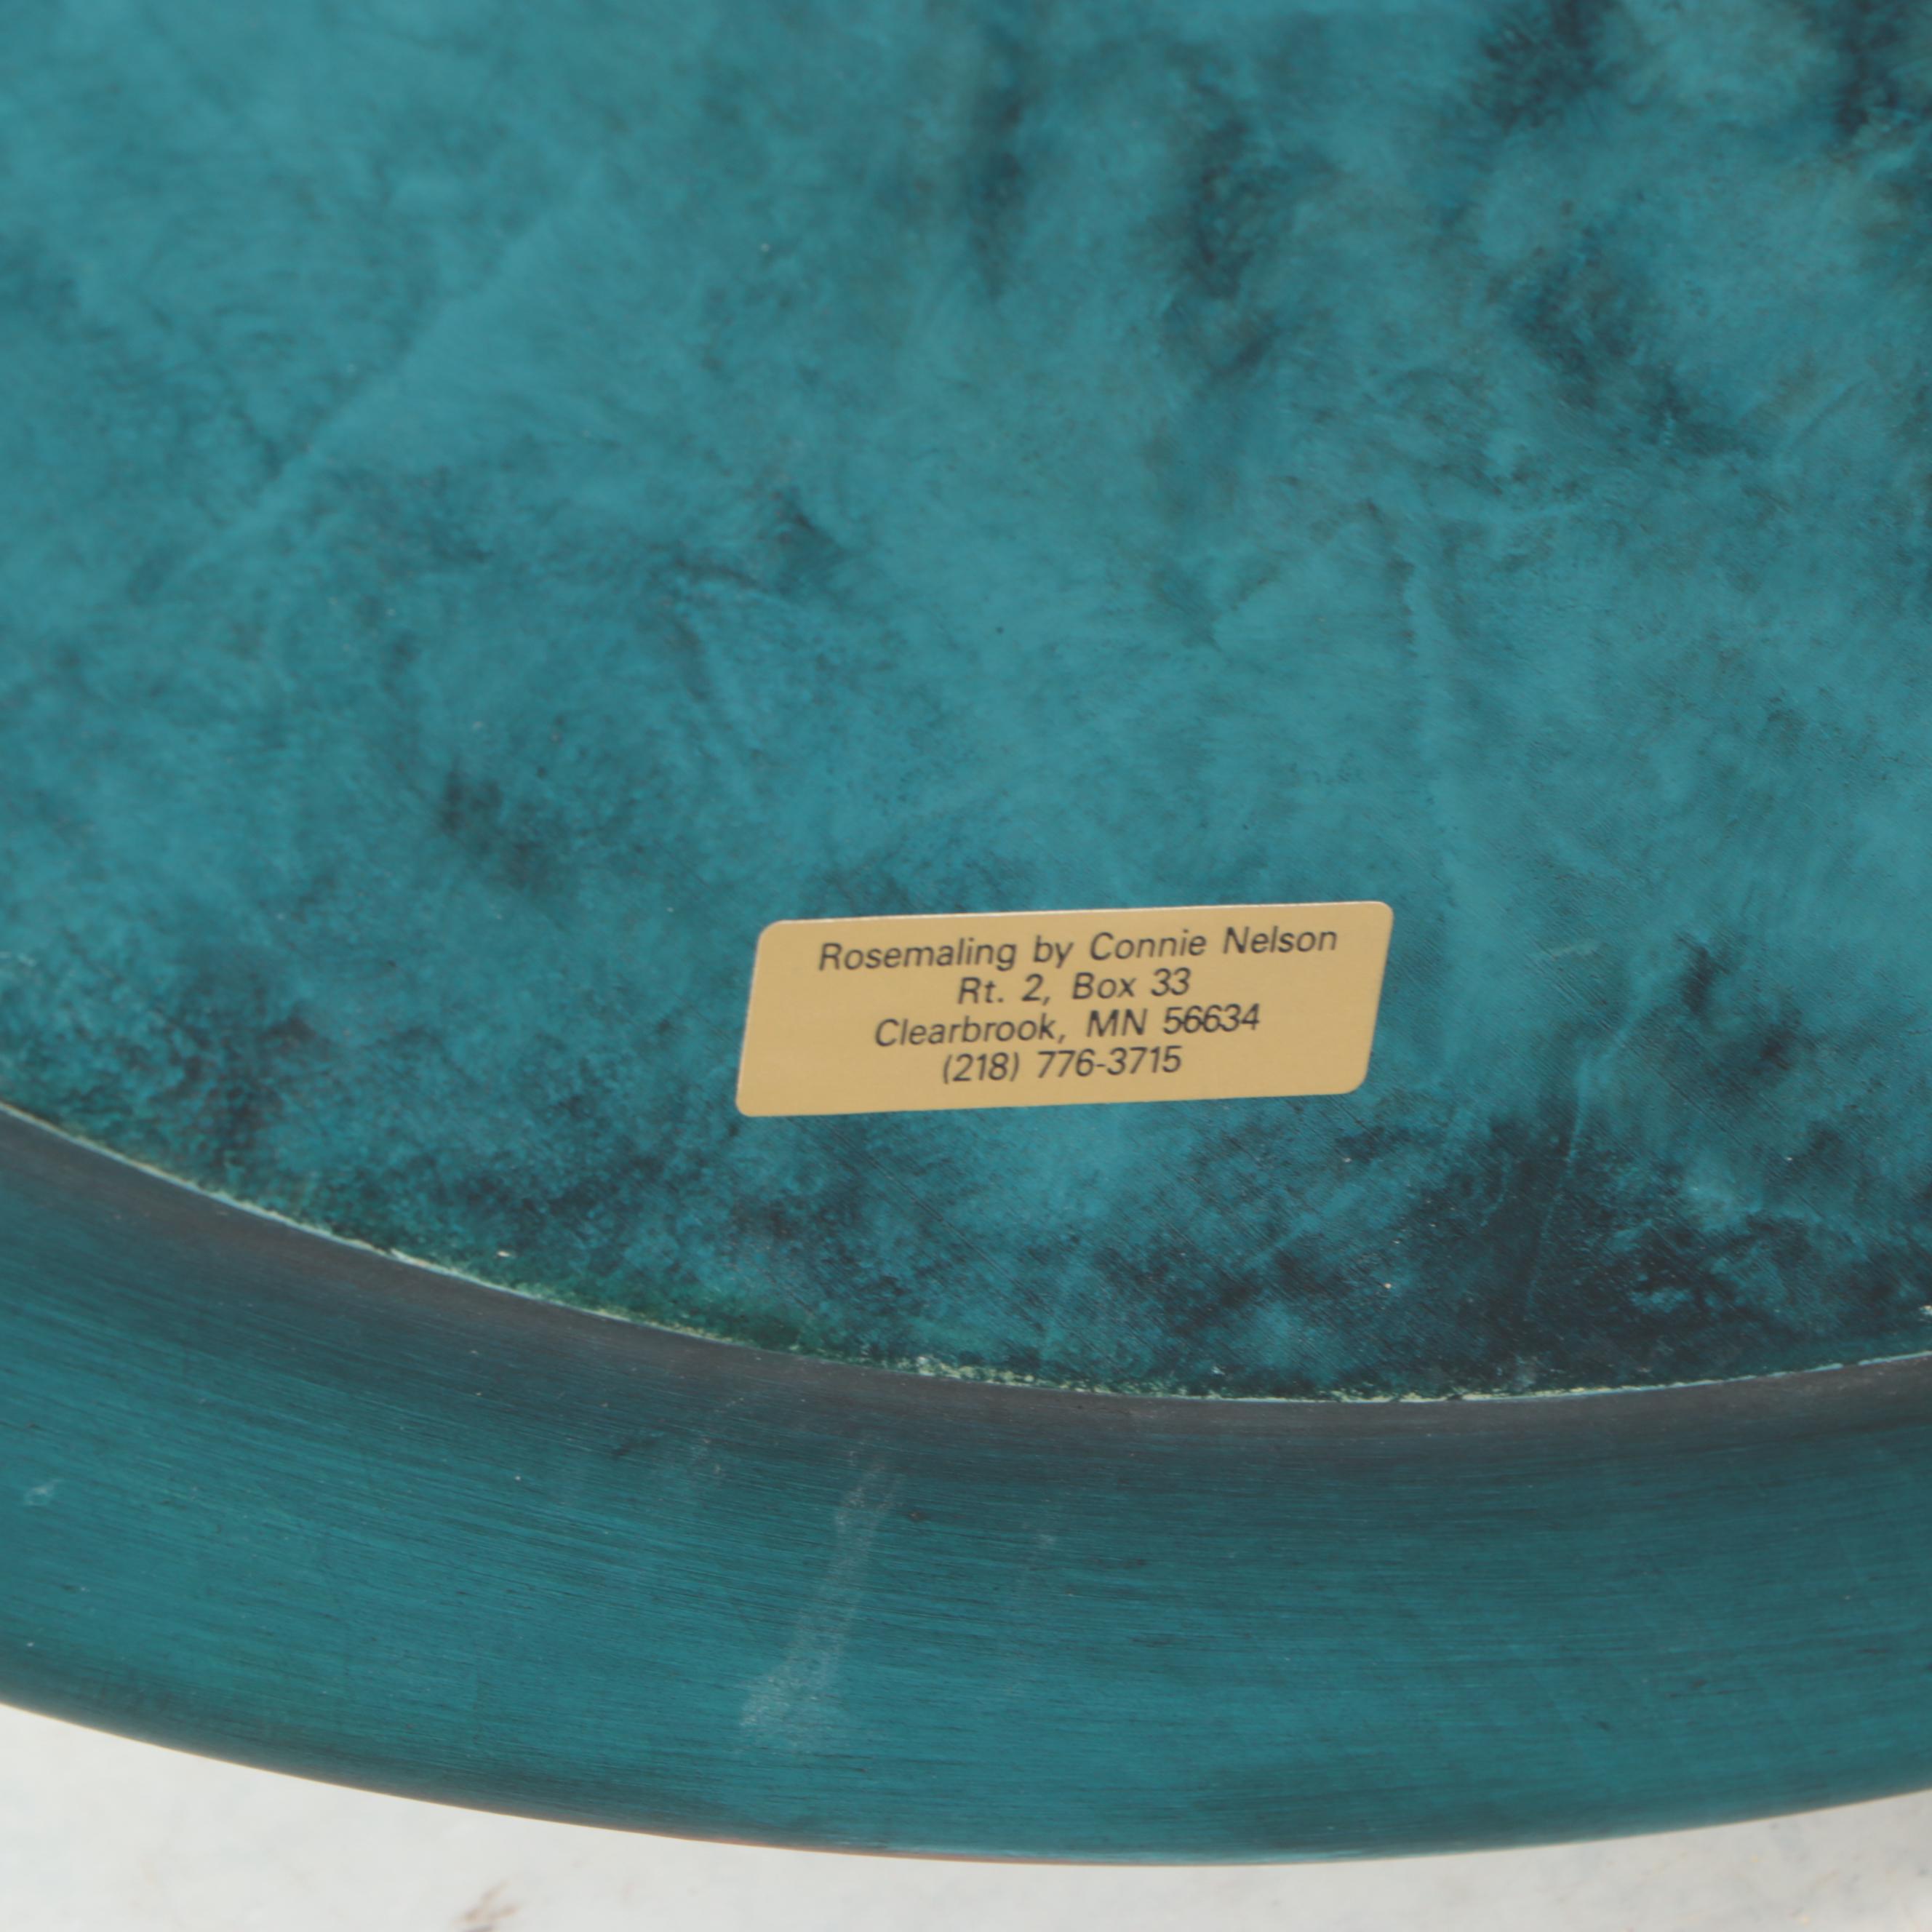 Rosemaling by Connie Nelson
Rt. 2, Box 33
Clearbrook, MN 56634
(218) 776-3715